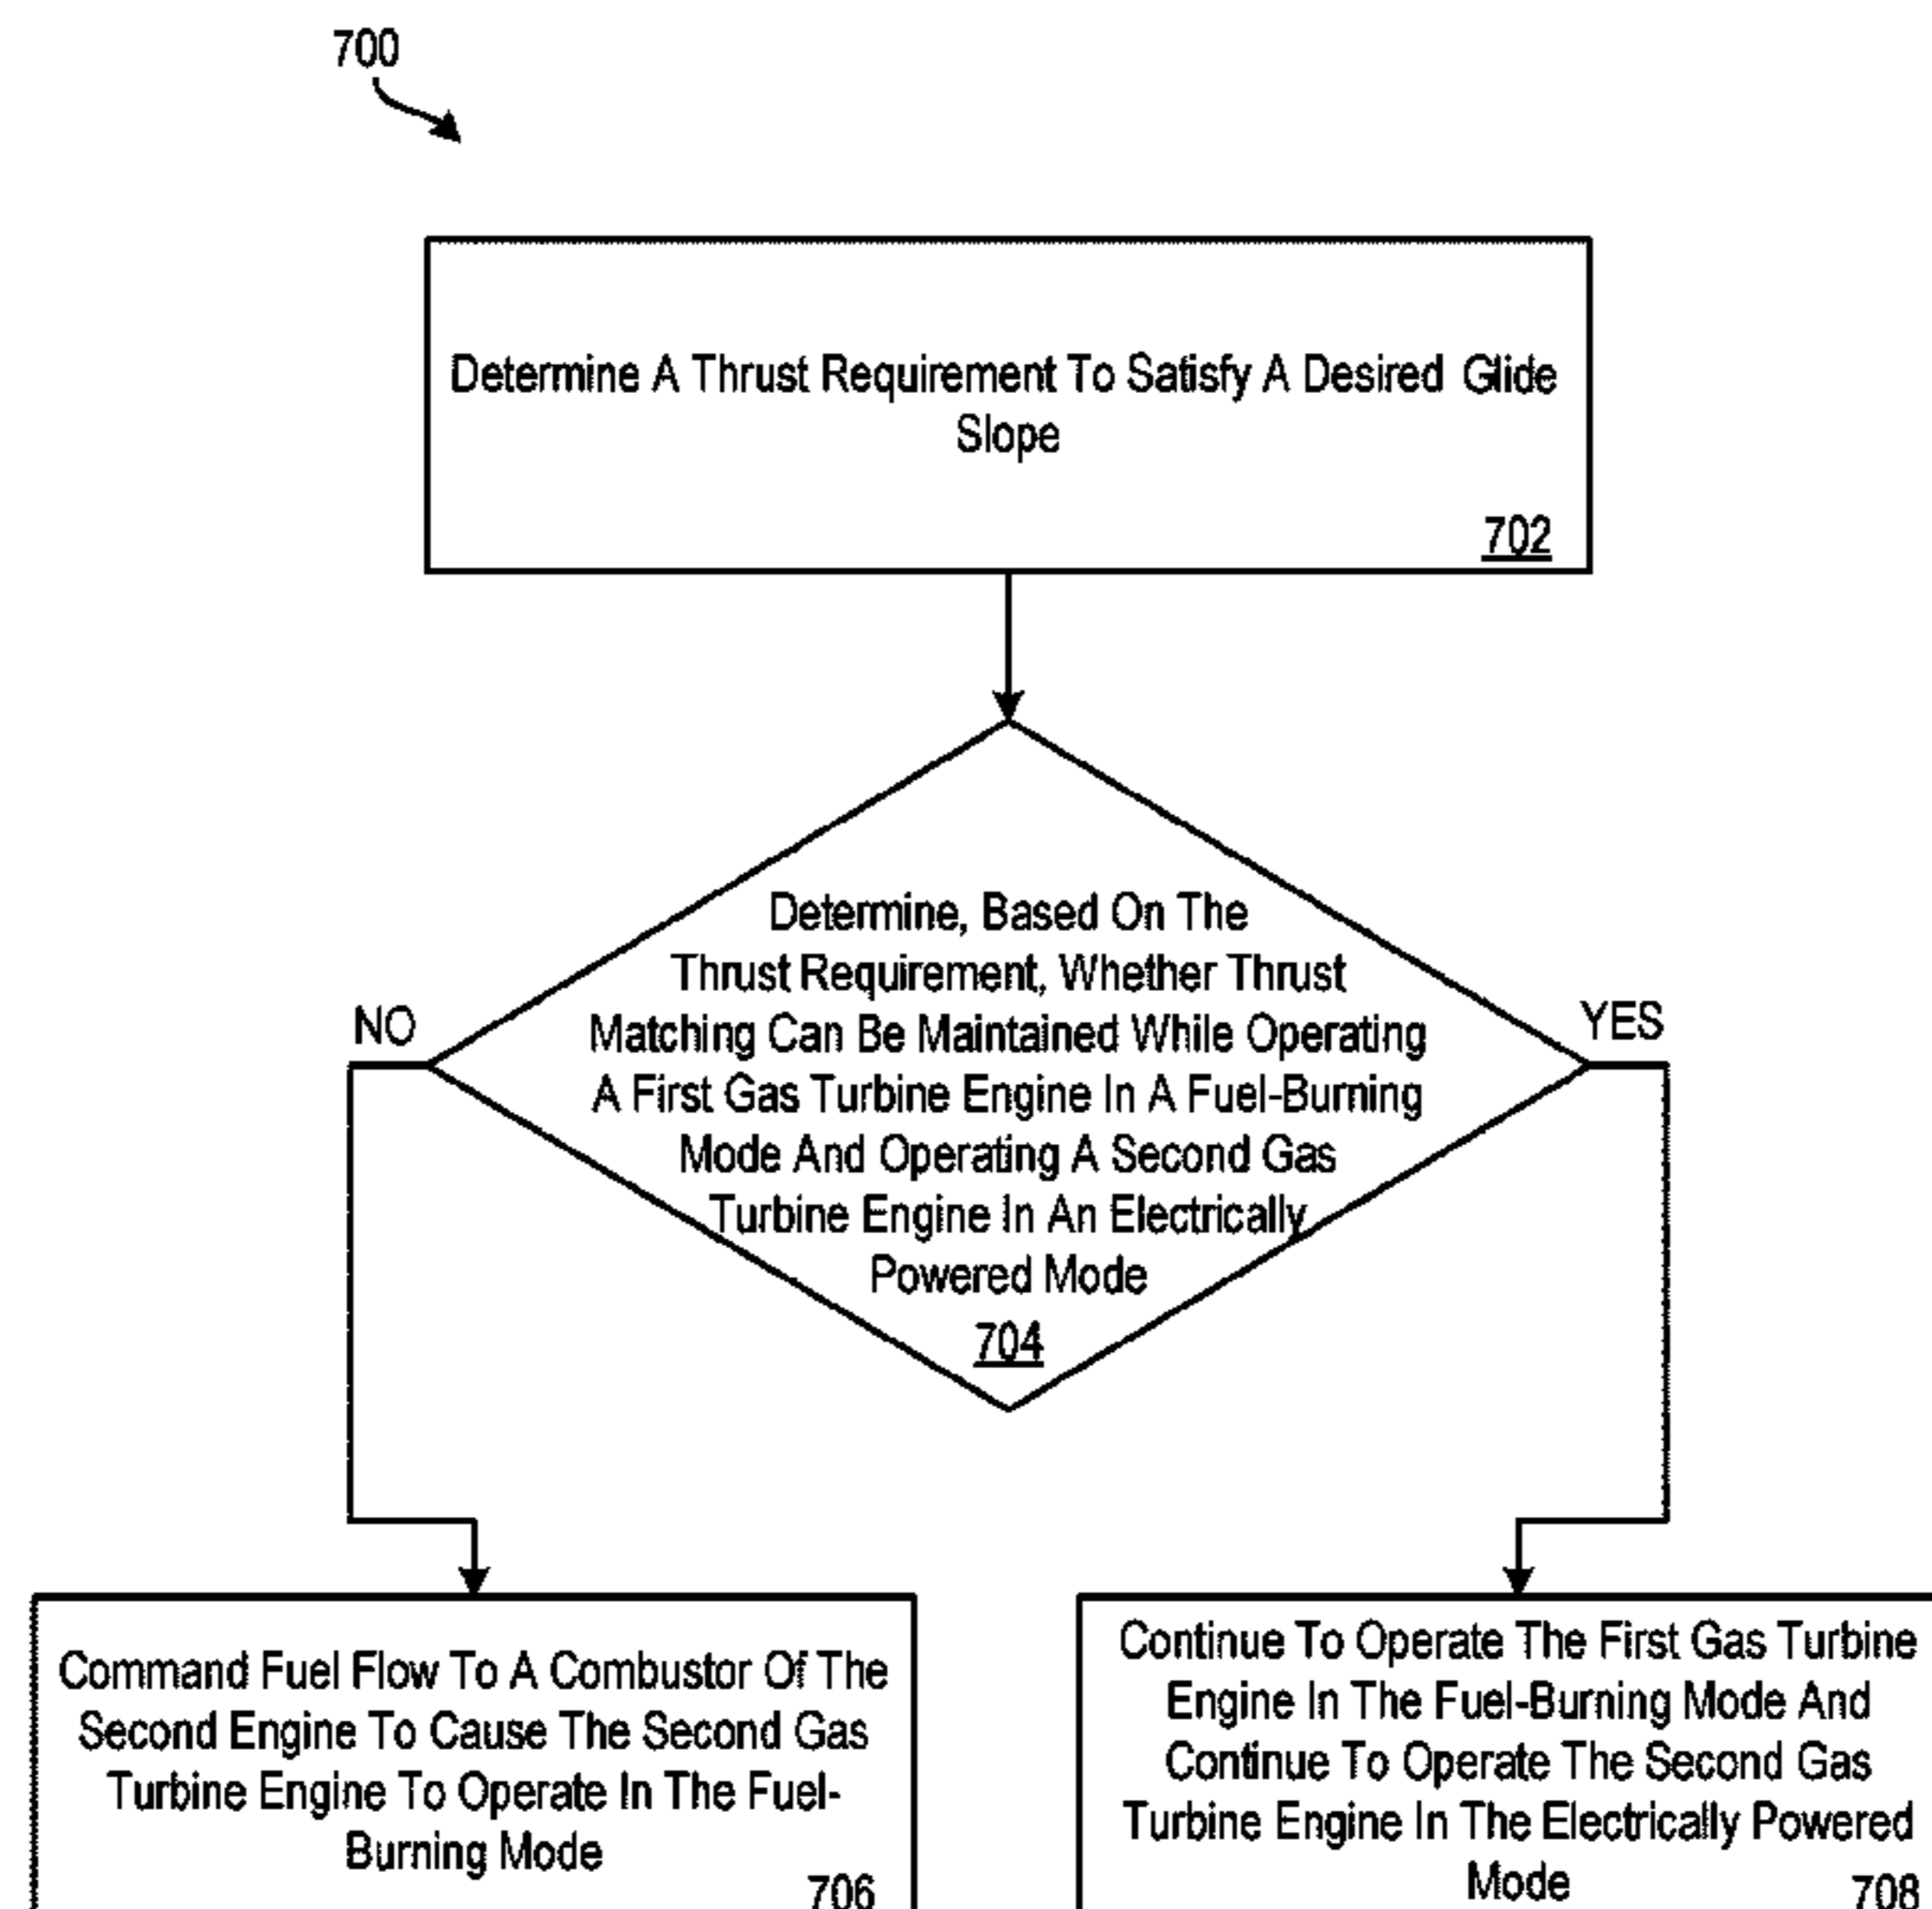 700
Determine A Thrust Requirement To Satisfy A Desired Glide
Slope
702
Determine, Based On The
Thrust Requirement, Whether Thrust
Matching Can Be Maintained While Operating
A First Gas Turbine Engine In A Fuel-Burning
Mode And Operating A Second Gas
Turbine Engine In An Electrically
Powered Mode
704
NO
YES
Command Fuel Flow To A Combustor Of The
Second Engine To Cause The Second Gas
Turbine Engine To Operate In The Fuel-
Burning Mode
706
Continue To Operate The First Gas Turbine
Engine In The Fuel-Burning Mode And
Continue To Operate The Second Gas
Turbine Engine In The Electrically Powered
Mode
708